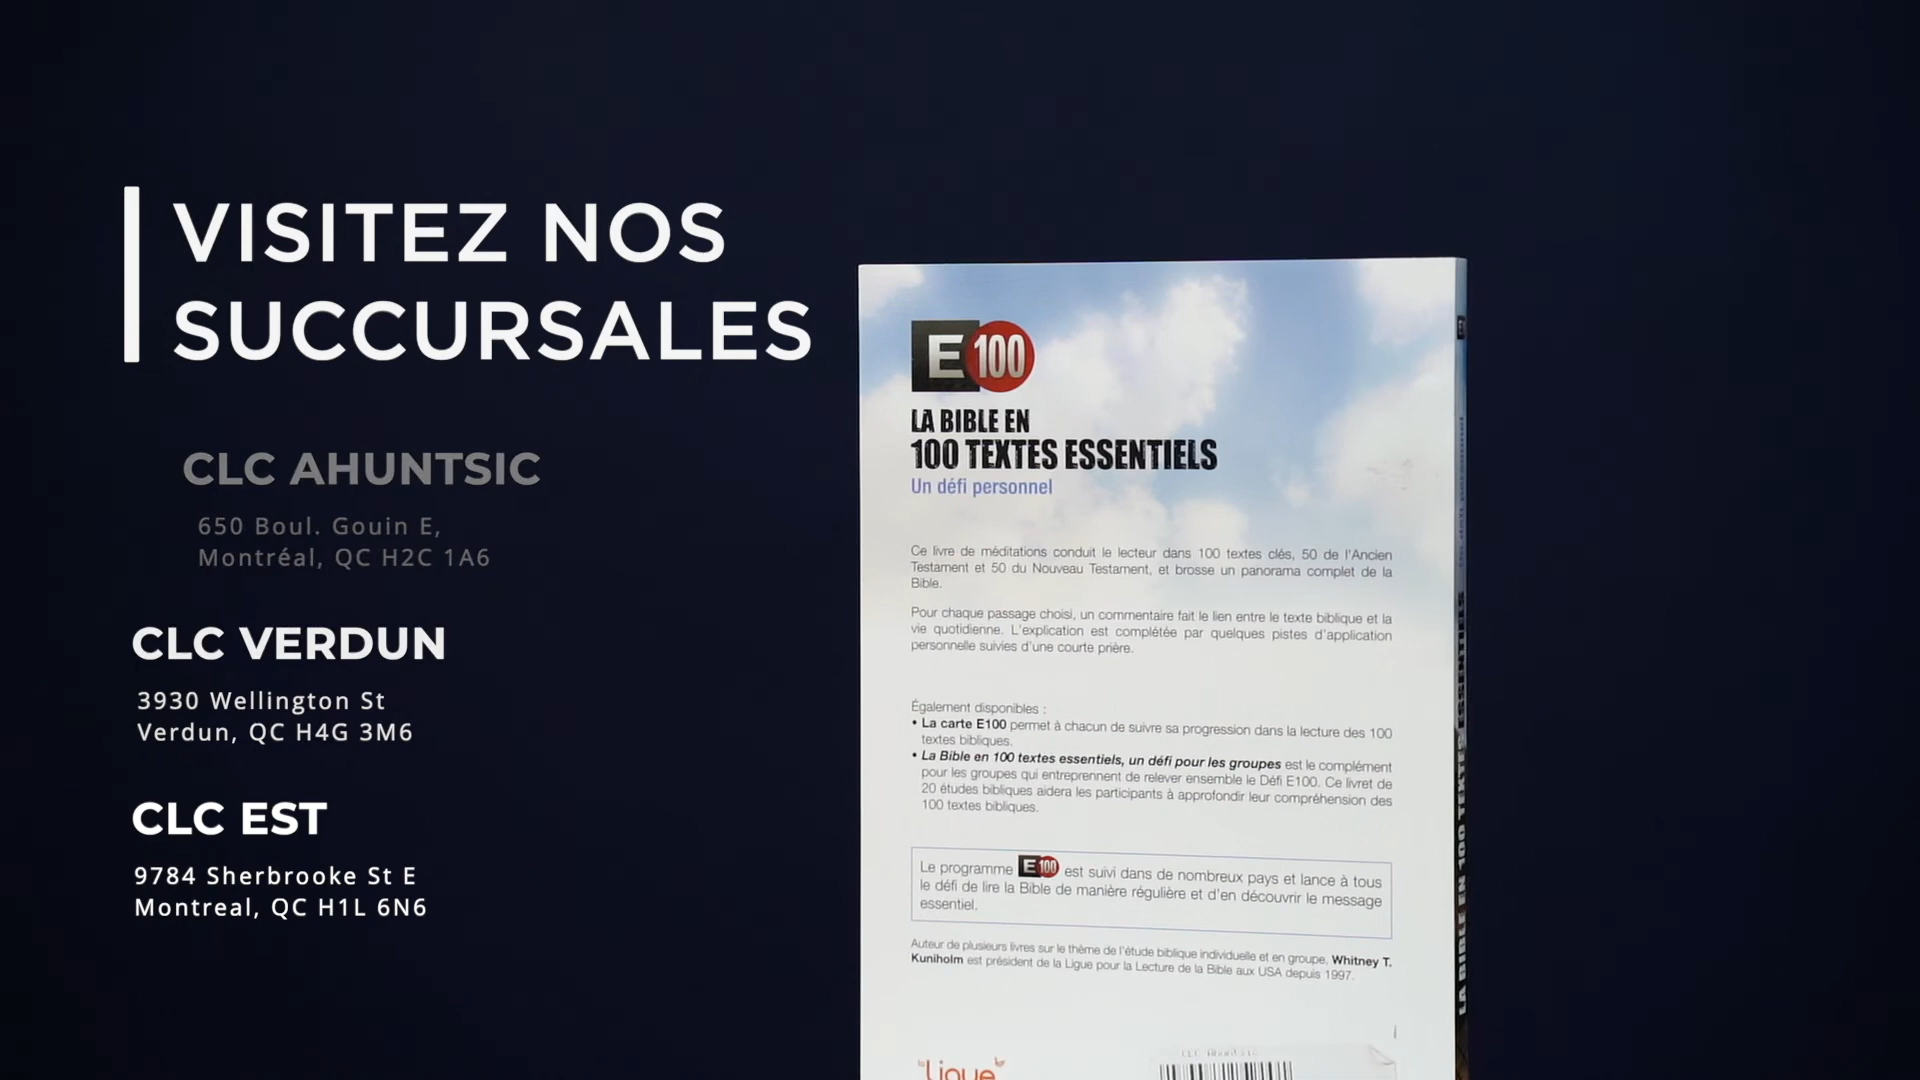 VISITEZ NOS
SUCCURSALES
CLC AHUNTSIC
650 Boul. Gouin E,
Montréal, QC H2C 1A6
CLC VERDUN
3930 Wellington St
Verdun, QC H4G 3M6
CLC EST
9784 Sherbrooke St E
Montreal, QC H1L 6N6
E100
LA BIBLE EN
100 TEXTES ESSENTIELS
Un défi personnel
Ce livre de méditations conduit le lecteur dans 100 textes clés, 50 de l'Ancien
Testament et 50 du Nouveau Testament, et brosse un panorama complet de la
Bible.
Pour chaque passage choisi, un commentaire fait le lien entre le texte biblique et la
vie quotidienne. L'explication est complétée par quelques pistes d'application
personnelle suivies d'une courte prière.
Également disponibles :
• La carte E100 permet à chacun de suivre sa progression dans la lecture des 100
textes bibliques.
• La Bible en 100 textes essentiels, un défi pour les groupes est le complément
pour les groupes qui entreprennent de relever ensemble le Défi E100. Ce livret de
20 études bibliques aidera les participants à approfondir leur compréhension des
100 textes bibliques.
Le programme E100 est suivi dans de nombreux pays et lance à tous
le défi de lire la Bible de manière régulière et d'en découvrir le message
essentiel.
Auteur de plusieurs livres sur le thème de l'étude biblique individuelle et en groupe, Whitney T.
Kuniholm est président de la Ligue pour la Lecture de la Bible aux USA depuis 1997.
la Ligue
CLC Ahuntsic
LA BIBLE EN 100 TEXTES ESSENTIELS